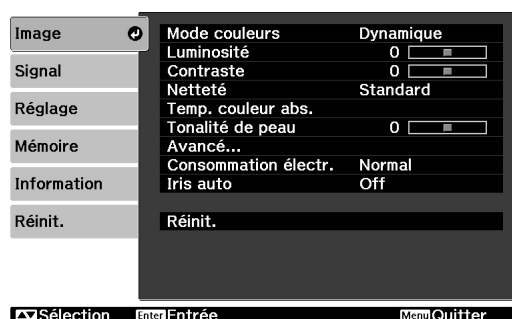 Image
Signal
Réglage
Mémoire
Information
Réinit.
Mode couleurs Dynamique
Luminosité 0
Contraste 0
Netteté Standard
Temp. couleur abs.
Tonalité de peau 0
Avancé...
Consommation électr. Normal
Iris auto Off
Réinit.
Sélection Enter Entrée Menu Quitter